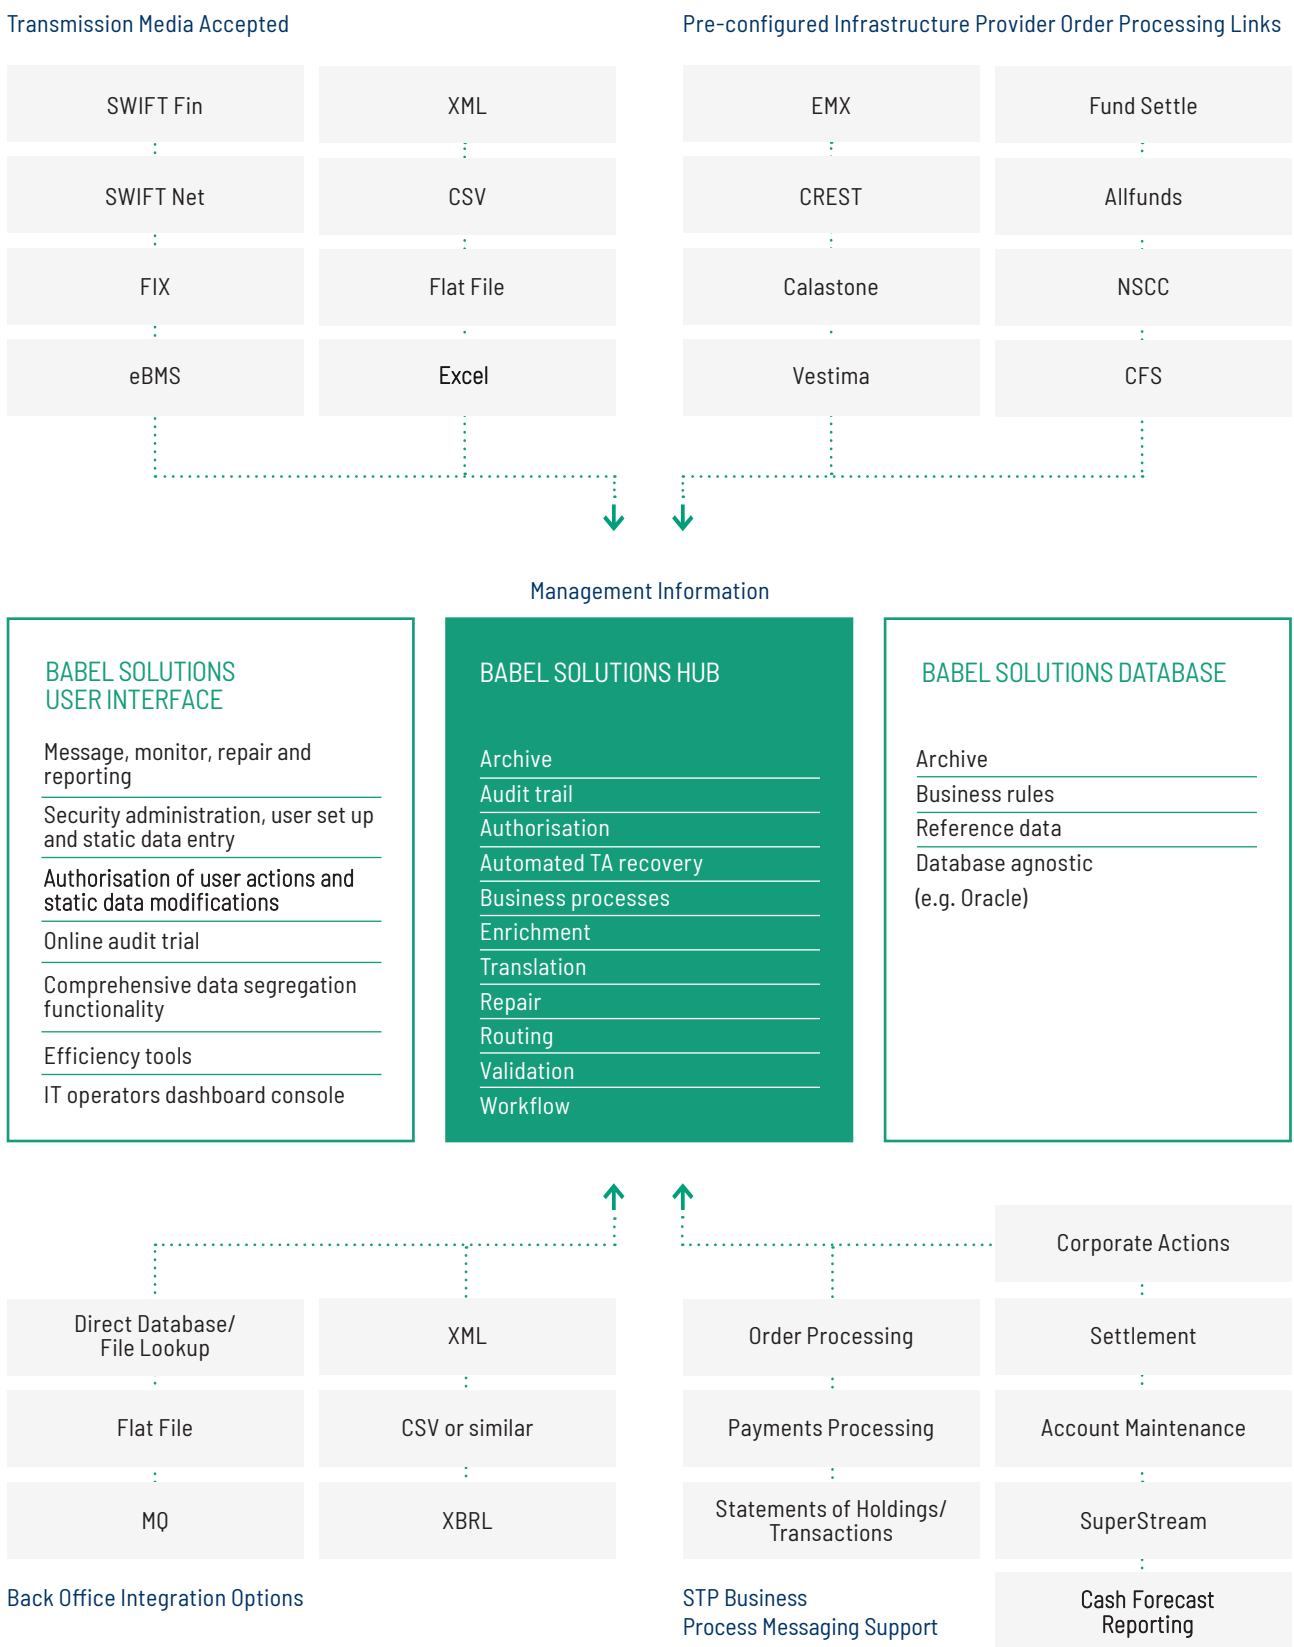 Transmission Media Accepted
SWIFT Fin
XML
SWIFT Net
CSV
FIX
Flat File
eBMS
Excel
Pre-configured Infrastructure Provider Order Processing Links
EMX
Fund Settle
CREST
Allfunds
Calastone
NSCC
Vestima
CFS
Management Information
BABEL SOLUTIONS
USER INTERFACE
Message, monitor, repair and
reporting
Security administration, user set up
and static data entry
Authorisation of user actions and
static data modifications
Online audit trial
Comprehensive data segregation
functionality
Efficiency tools
IT operators dashboard console
BABEL SOLUTIONS HUB
Archive
Audit trail
Authorisation
Automated TA recovery
Business processes
Enrichment
Translation
Repair
Routing
Validation
Workflow
BABEL SOLUTIONS DATABASE
Archive
Business rules
Reference data
Database agnostic
(e.g. Oracle)
Direct Database/
File Lookup
XML
Flat File
CSV or similar
MQ
XBRL
Back Office Integration Options
Corporate Actions
Order Processing
Settlement
Payments Processing
Account Maintenance
Statements of Holdings/
Transactions
SuperStream
Cash Forecast
Reporting
STP Business
Process Messaging Support